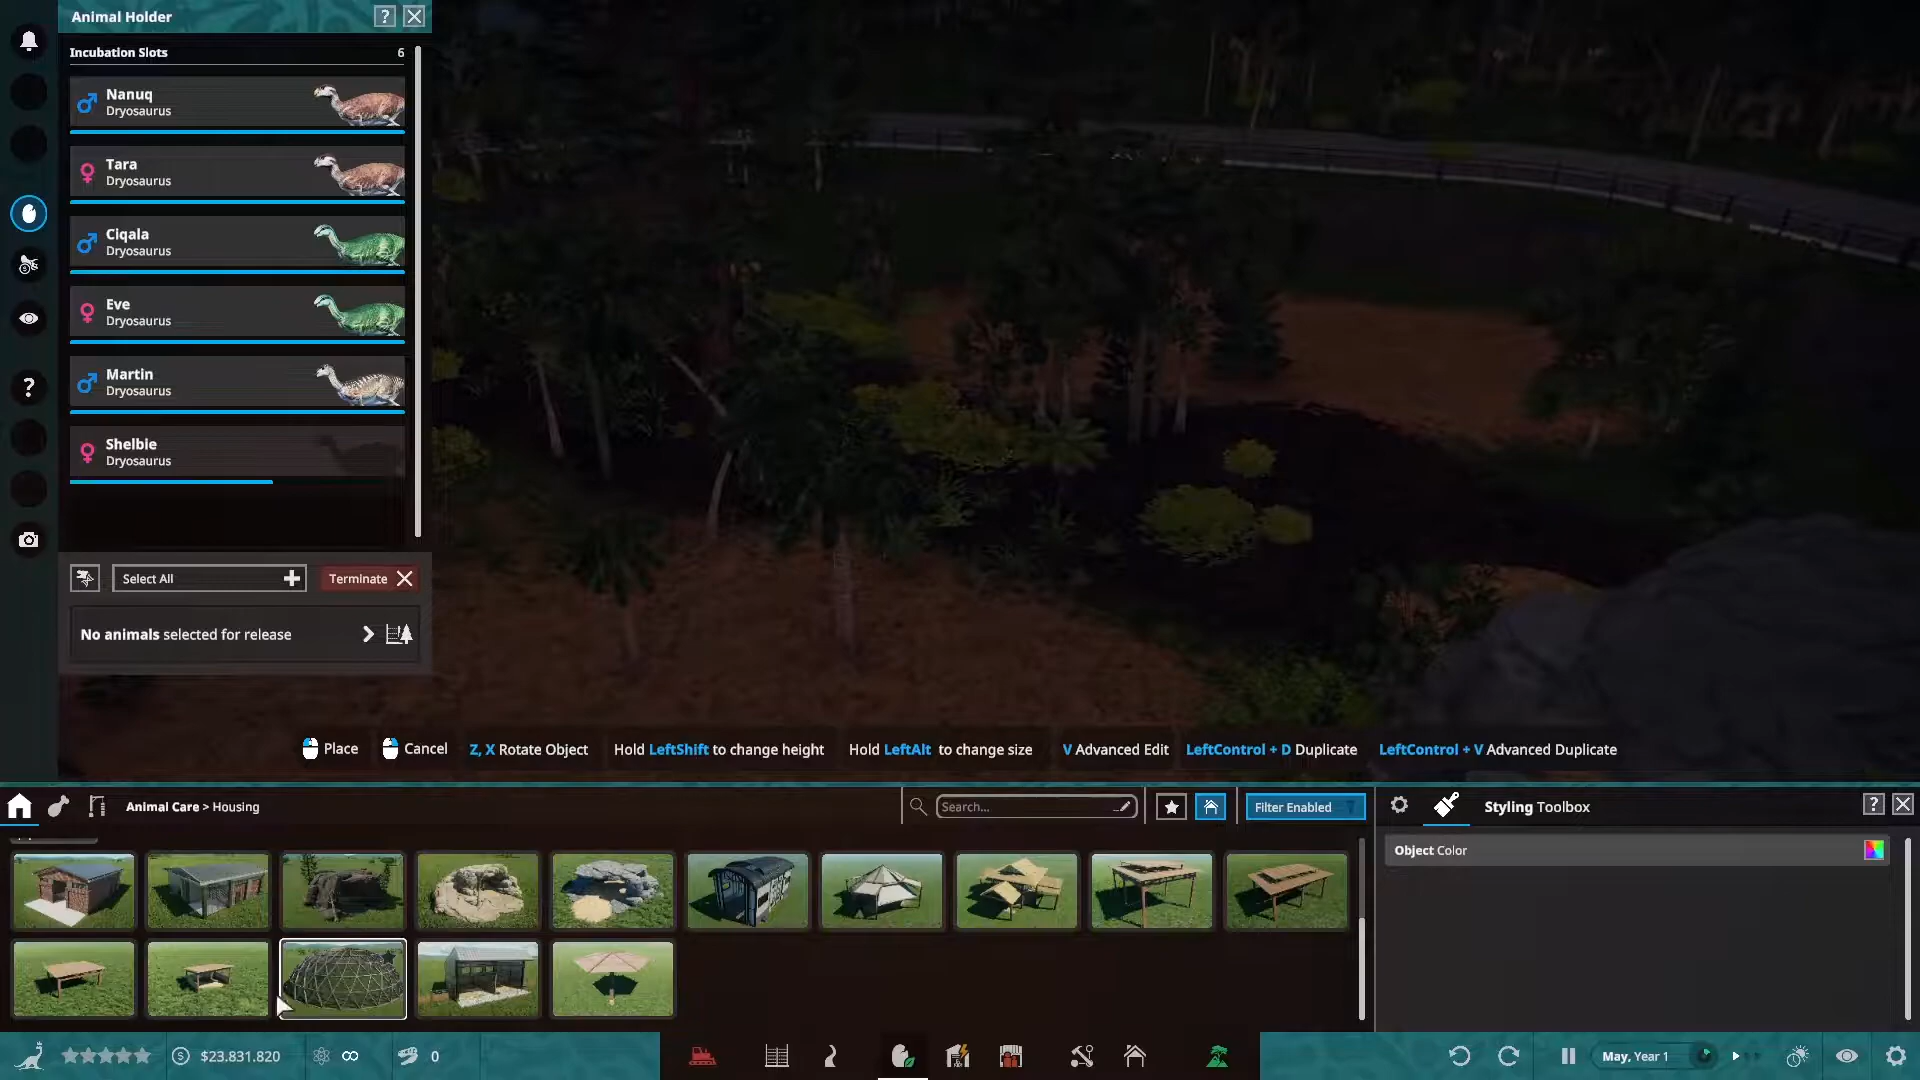 Animal Holder
?
Incubation Slots 6
Nanuq
Dryosaurus
Tara
Dryosaurus
Ciqala
Dryosaurus
Eve
Dryosaurus
Martin
Dryosaurus
Shelbie
Dryosaurus
?
Select All
Terminate
No animals selected for release
Place
Cancel
Z, X Rotate Object
Hold LeftShift to change height
Hold LeftAlt to change size
V Advanced Edit
LeftControl + D Duplicate
LeftControl + V Advanced Duplicate
Animal Care > Housing
Search...
Filter Enabled
Styling Toolbox
?
Object Color
$23.831.820
∞
0
May, Year 1